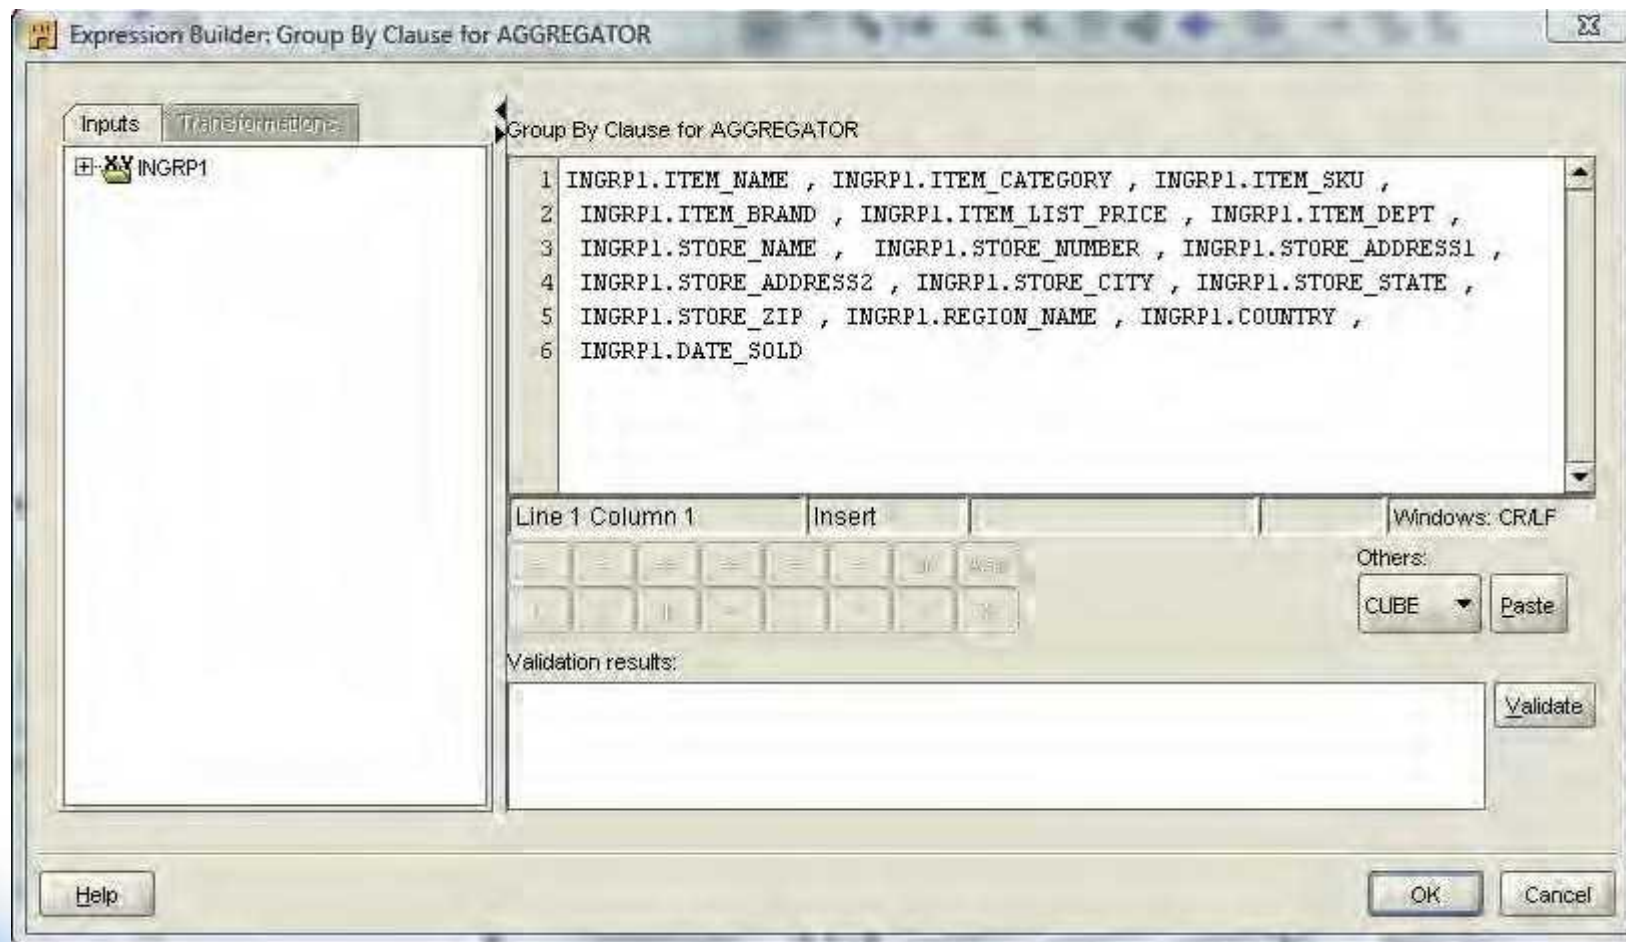 Expression Builder: Group By Clause for AGGREGATOR
Inputs Transformations
INGRP1
Group By Clause for AGGREGATOR
1 INGRP1.ITEM_NAME , INGRP1.ITEM_CATEGORY , INGRP1.ITEM_SKU ,
2 INGRP1.ITEM_BRAND , INGRP1.ITEM_LIST_PRICE , INGRP1.ITEM_DEPT ,
3 INGRP1.STORE_NAME , INGRP1.STORE_NUMBER , INGRP1.STORE_ADDRESS1 ,
4 INGRP1.STORE_ADDRESS2 , INGRP1.STORE_CITY , INGRP1.STORE_STATE ,
5 INGRP1.STORE_ZIP , INGRP1.REGION_NAME , INGRP1.COUNTRY ,
6 INGRP1.DATE_SOLD
Line 1 Column 1 Insert Windows: CR/LF
Others:
CUBE Paste
Validation results:
Validate
Help OK Cancel